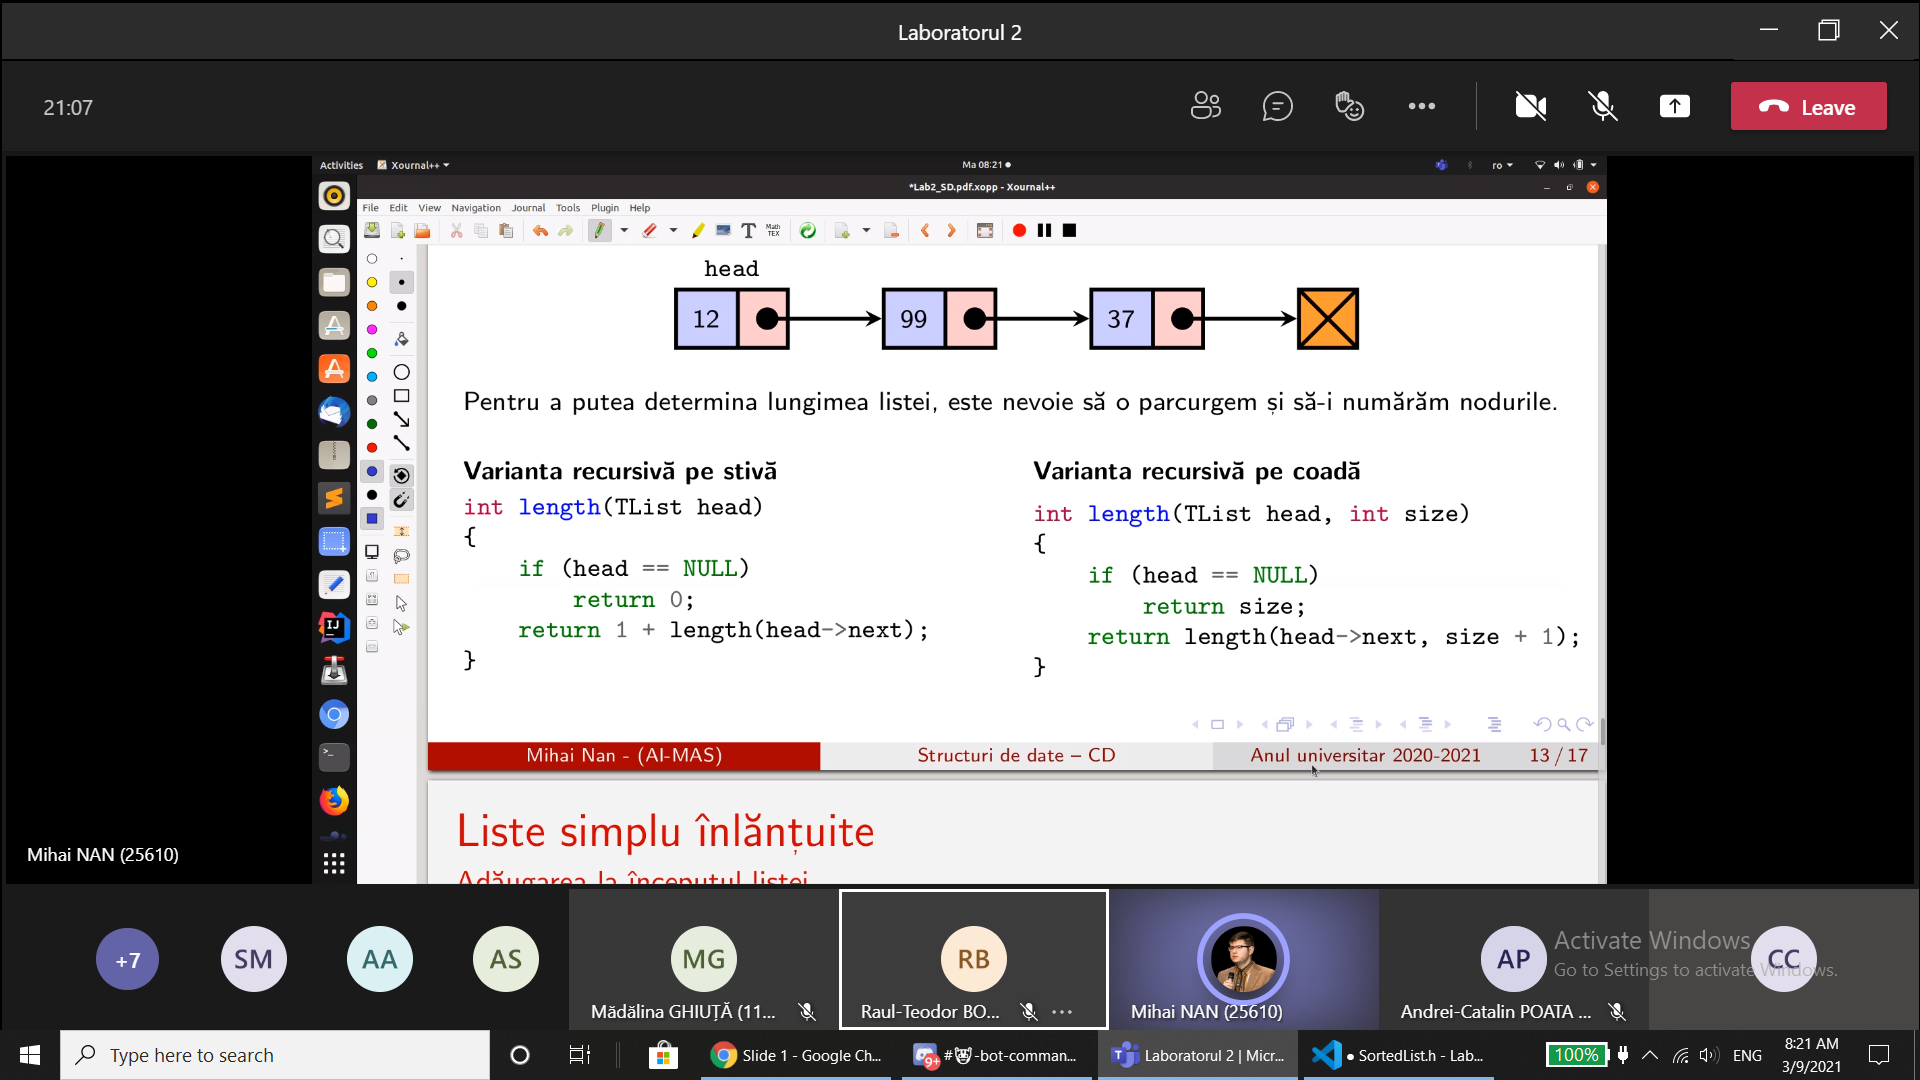 Laboratorul 2
21:07
Leave
Activities Xournal++ Ma 08:21 ro
*Lab2_SD.pdf.xopp - Xournal++
File Edit View Navigation Journal Tools Plugin Help
T Math TEX
head
12 99 37
Pentru a putea determina lungimea listei, este nevoie să o parcurgem și să-i numărăm nodurile.
Varianta recursivă pe stivă
int length(TList head)
{
if (head == NULL)
return 0;
return 1 + length(head->next);
}
Varianta recursivă pe coadă
int length(TList head, int size)
{
if (head == NULL)
return size;
return length(head->next, size + 1);
}
Mihai Nan - (AI-MAS) Structuri de date – CD Anul universitar 2020-2021 13 / 17
Liste simplu înlănțuite
Adăugarea la începutul listei
Mihai NAN (25610)
+7 SM AA AS MG RB AP CC
Mădălina GHIUȚĂ (11... Raul-Teodor BO... Mihai NAN (25610) Andrei-Catalin POATA ...
Activate Windows
Go to Settings to activate Windows.
Type here to search
Slide 1 - Google Ch...
9+ #🐭-bot-comman...
Laboratorul 2 | Micr...
● SortedList.h - Lab...
100% ENG
8:21 AM
3/9/2021